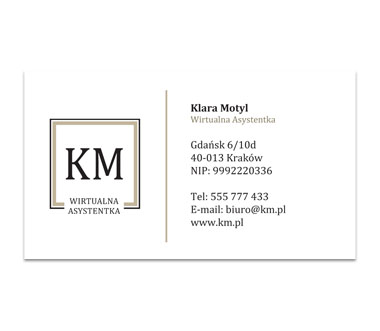 KM
WIRTUALNA
ASYSTENTKA
Klara Motyl
Wirtualna Asystentka
Gdańsk 6/10d
40-013 Kraków
NIP: 9992220336
Tel: 555 777 433
E-mail: biuro@km.pl
www.km.pl